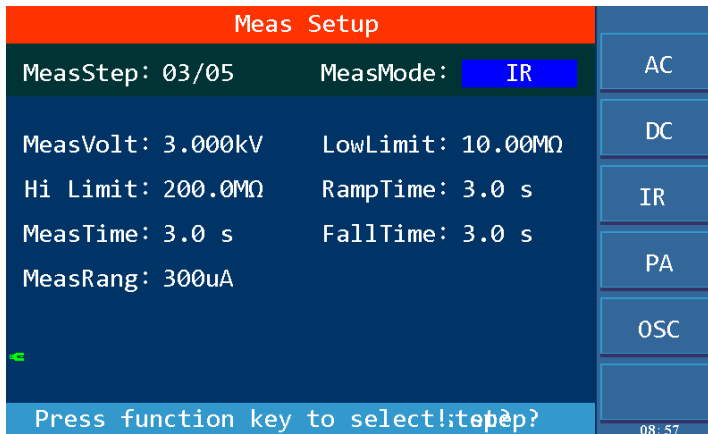 Meas Setup
MeasStep: 03/05 MeasMode: IR
MeasVolt: 3.000kV LowLimit: 10.00MΩ
Hi Limit: 200.0MΩ RampTime: 3.0 s
MeasTime: 3.0 s FallTime: 3.0 s
MeasRang: 300uA
Press function key to select!
AC
DC
IR
PA
OSC
08:57